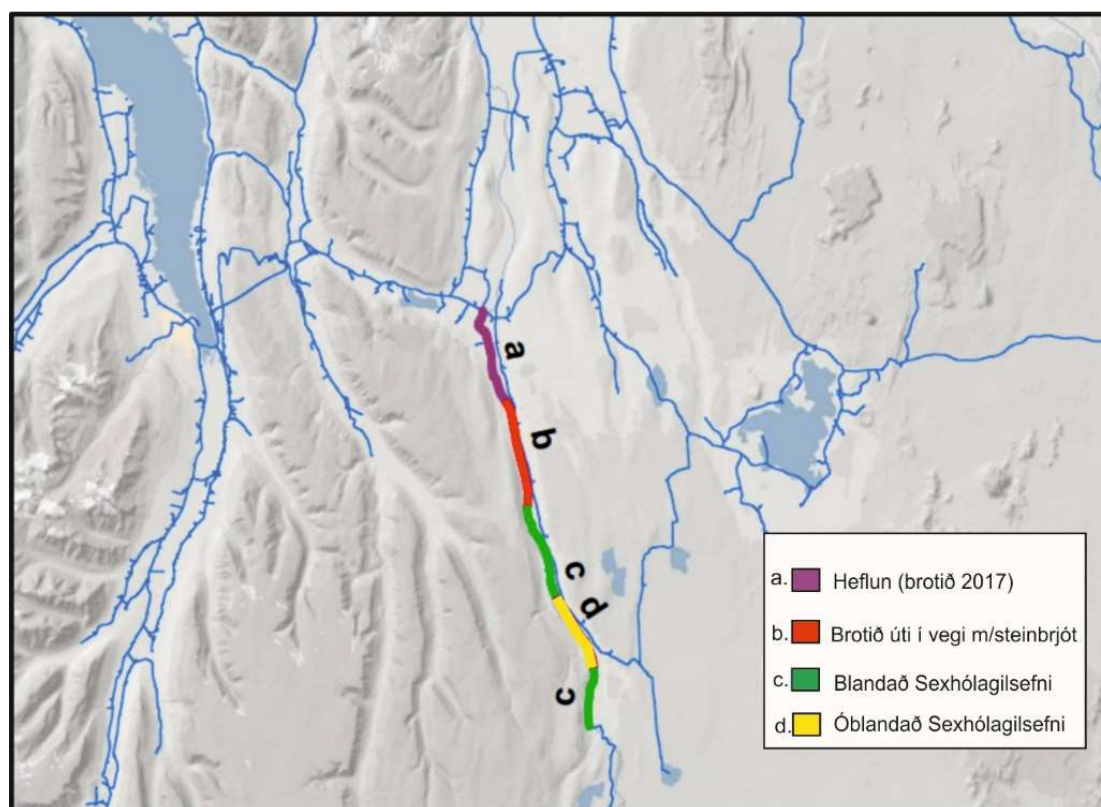 a
b
c
d
c
a. Heflun (brotið 2017)
b. Brotið úti í vegi m/steinbrjót
c. Blandað Sexhólagilsefni
d. Óblandað Sexhólagilsefni